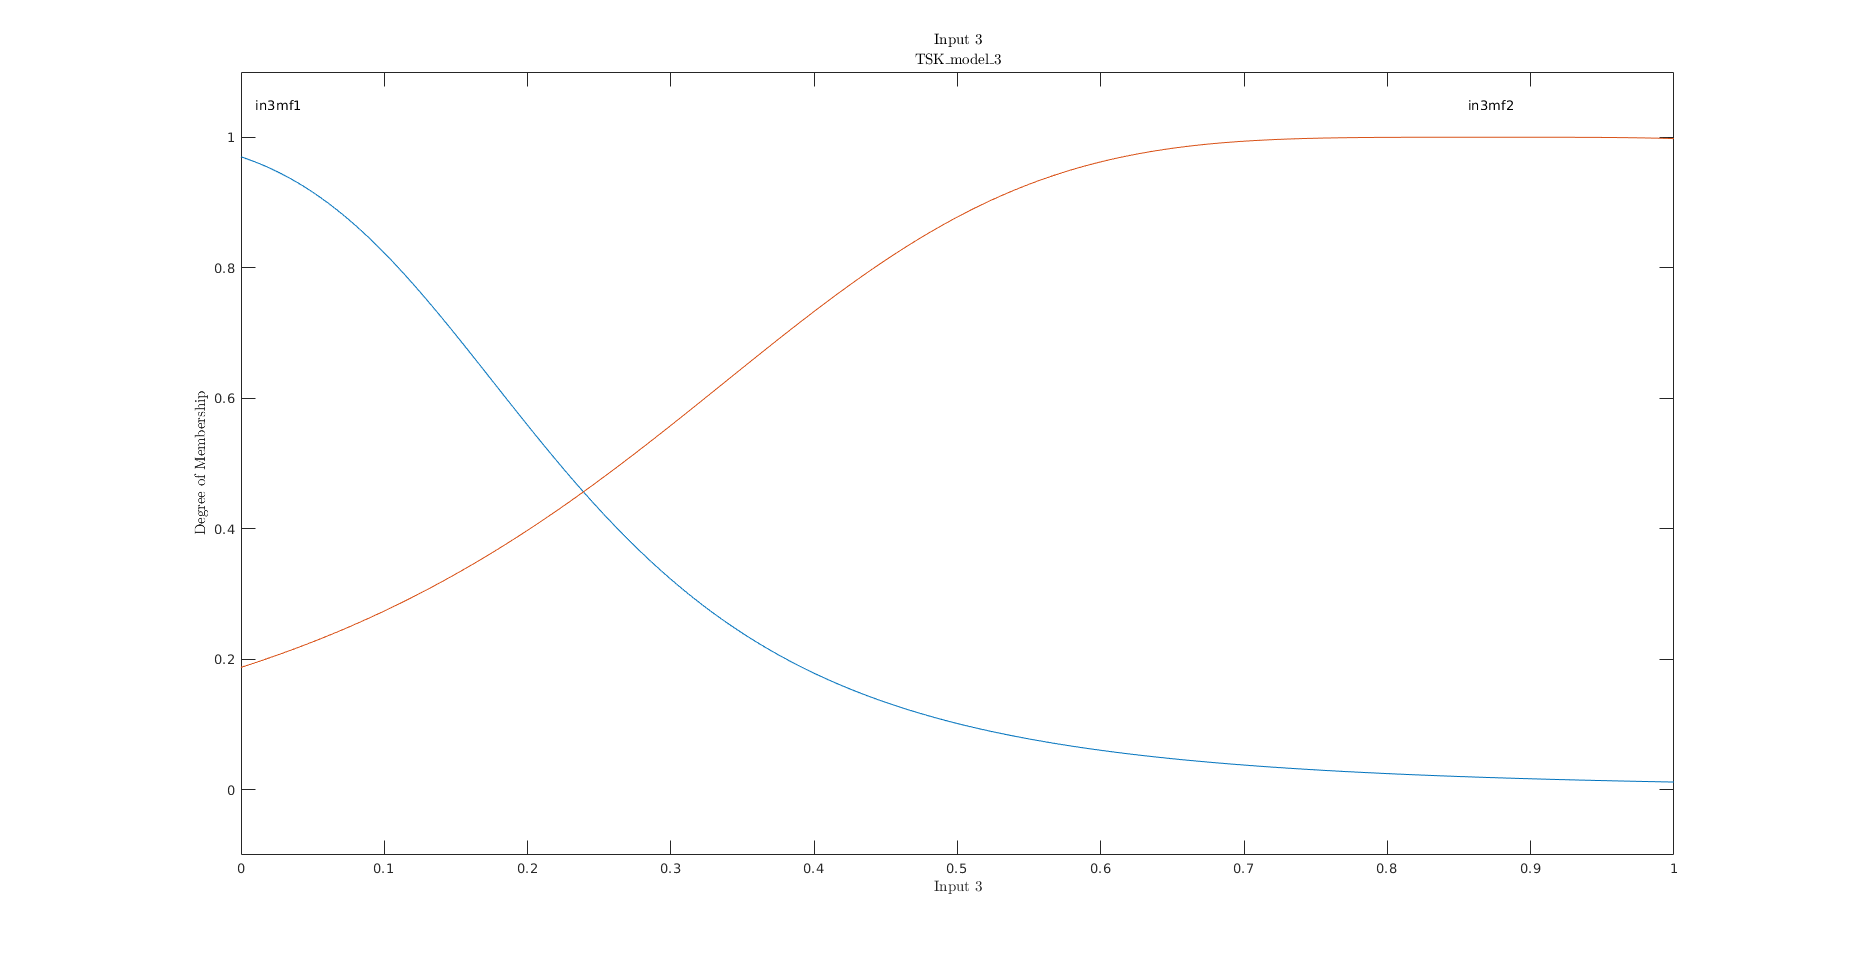 Input 3
TSK_model_3
in3mf1
in3mf2
1
0.8
0.6
0.4
0.2
0
Degree of Membership
0 0.1 0.2 0.3 0.4 0.5 0.6 0.7 0.8 0.9 1
Input 3